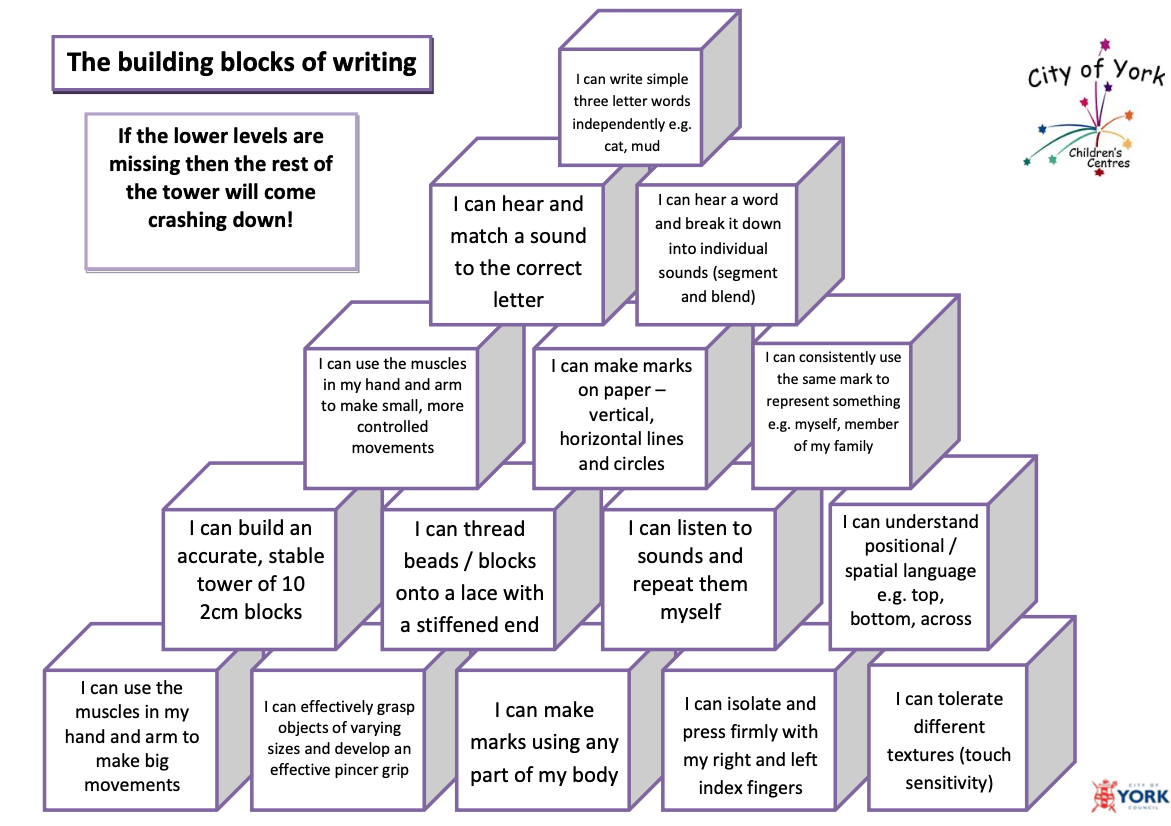 The building blocks of writing
If the lower levels are
missing then the rest of
the tower will come
crashing down!
City of York
Children's
Centres
I can write simple
three letter words
independently e.g.
cat, mud
I can hear and
match a sound
to the correct
letter
I can hear a word
and break it down
into individual
sounds (segment
and blend)
I can use the muscles
in my hand and arm
to make small, more
controlled
movements
I can make marks
on paper –
vertical,
horizontal lines
and circles
I can consistently use
the same mark to
represent something
e.g. myself, member
of my family
I can build an
accurate, stable
tower of 10
2cm blocks
I can thread
beads / blocks
onto a lace with
a stiffened end
I can listen to
sounds and
repeat them
myself
I can understand
positional /
spatial language
e.g. top,
bottom, across
I can use the
muscles in my
hand and arm to
make big
movements
I can effectively grasp
objects of varying
sizes and develop an
effective pincer grip
I can make
marks using any
part of my body
I can isolate and
press firmly with
my right and left
index fingers
I can tolerate
different
textures (touch
sensitivity)
CITY OF
YORK
COUNCIL